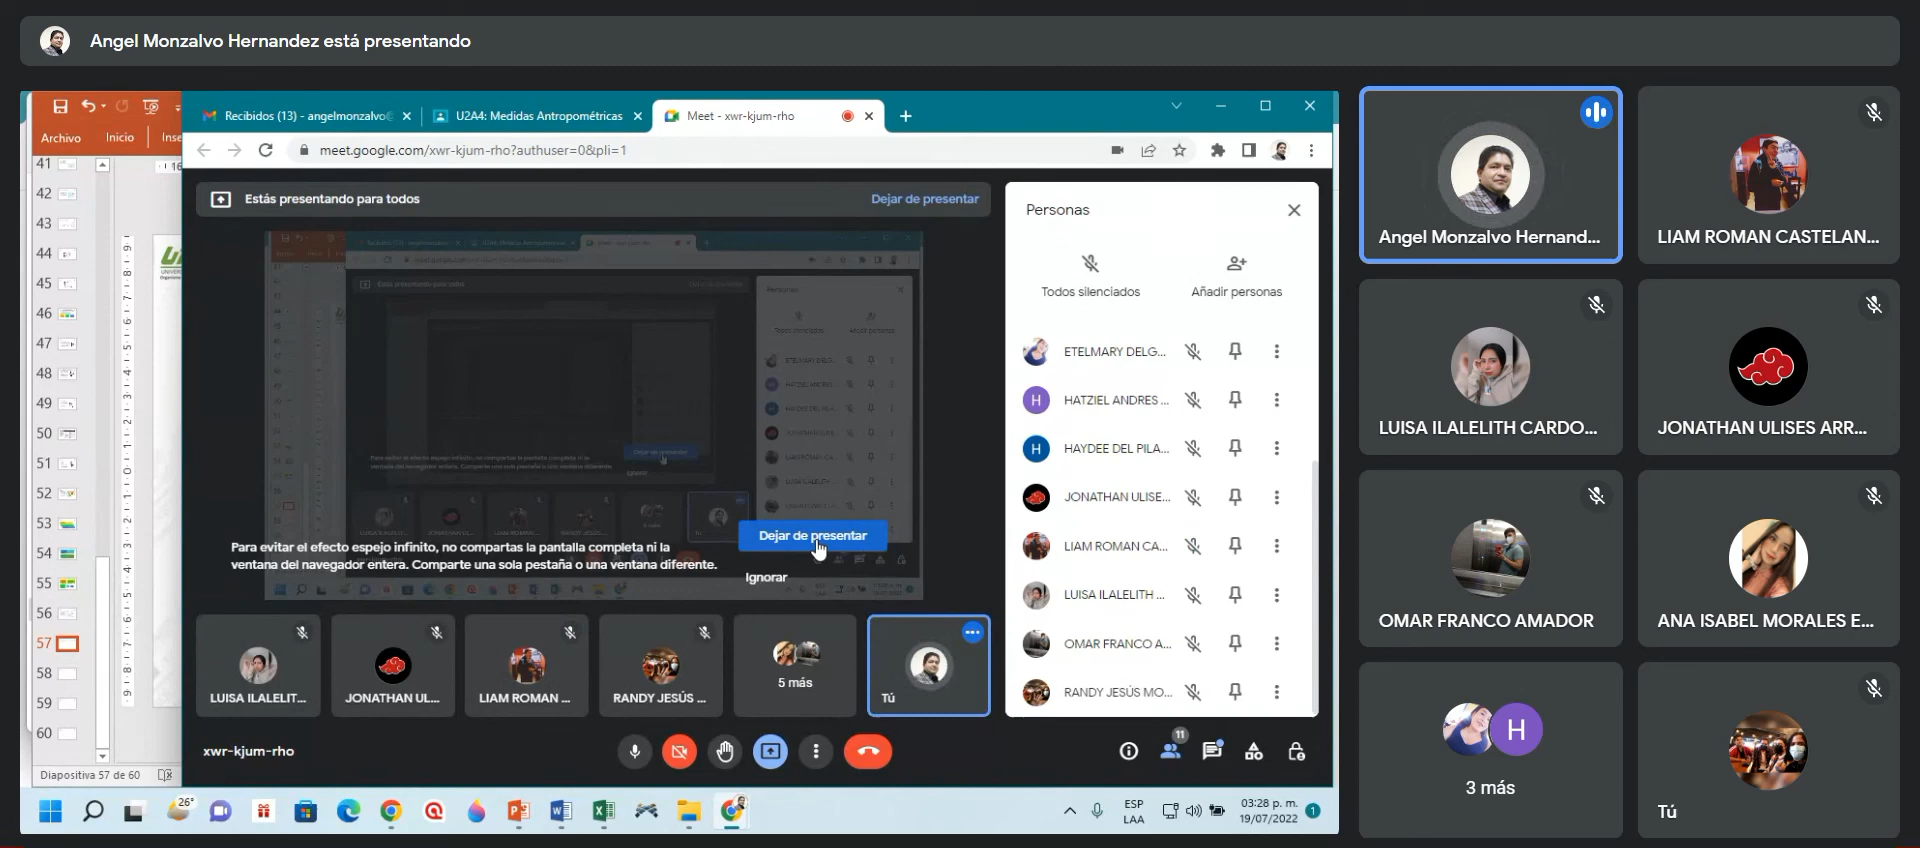 Angel Monzalvo Hernandez está presentando
Archivo
Inicio
Inse
41
42
43
44
45
46
47
48
49
50
51
52
53
54
55
56
57
58
59
60
Diapositiva 57 de 60
Recibidos (13) - angelmonzalvo@
U2A4: Medidas Antropométricas
Meet - xwr-kjum-rho
meet.google.com/xwr-kjum-rho?authuser=0&pli=1
Estás presentando para todos
Dejar de presentar
Para evitar el efecto espejo infinito, no compartas la pantalla completa ni la
ventana del navegador entera. Comparte una sola pestaña o una ventana diferente.
Dejar de presentar
Ignorar
LUISA ILALELIT...
JONATHAN UL...
LIAM ROMAN ...
RANDY JESÚS ...
5 más
Tú
xwr-kjum-rho
11
Personas
Todos silenciados
Añadir personas
ETELMARY DELG...
H
HATZIEL ANDRES ...
H
HAYDEE DEL PILA...
JONATHAN ULISE...
LIAM ROMAN CA...
LUISA ILALELITH ...
OMAR FRANCO A...
RANDY JESÚS MO...
26°
ESP
LAA
03:28 p. m.
19/07/2022
1
Angel Monzalvo Hernand...
LIAM ROMAN CASTELAN...
LUISA ILALELITH CARDO...
JONATHAN ULISES ARR...
OMAR FRANCO AMADOR
ANA ISABEL MORALES E...
H
3 más
Tú